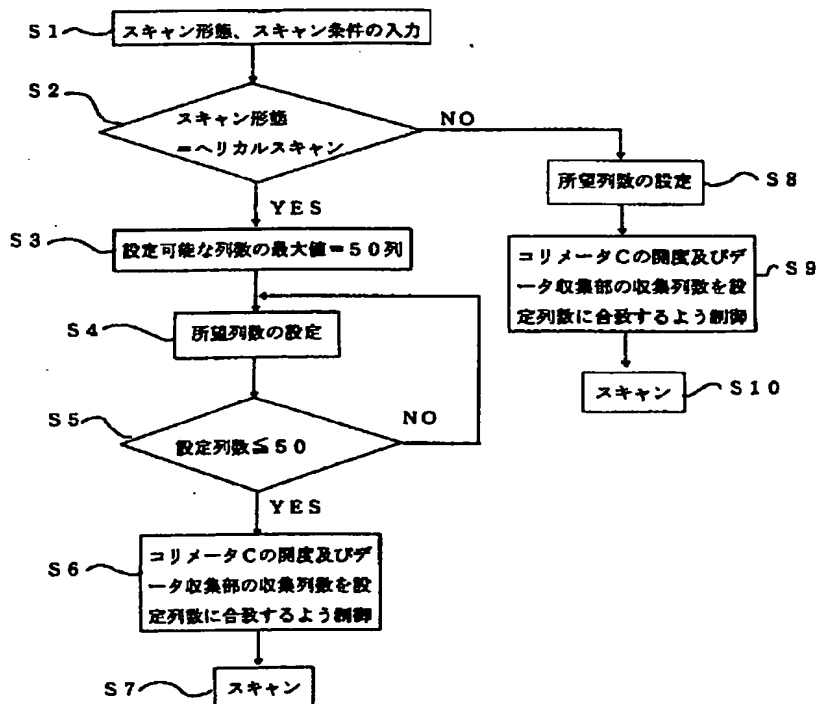 S1
スキャン形態、スキャン条件の入力
S2
スキャン形態
=ヘリカルスキャン
NO
YES
S3
設定可能な列数の最大値=50列
S4
所望列数の設定
S5
設定列数≦50
NO
YES
S6
コリメータCの開度及びデ
ータ収集部の収集列数を設
定列数に合致するよう制御
S7
スキャン
所望列数の設定
S8
コリメータCの開度及びデ
ータ収集部の収集列数を設
定列数に合致するよう制御
S9
スキャン
S10